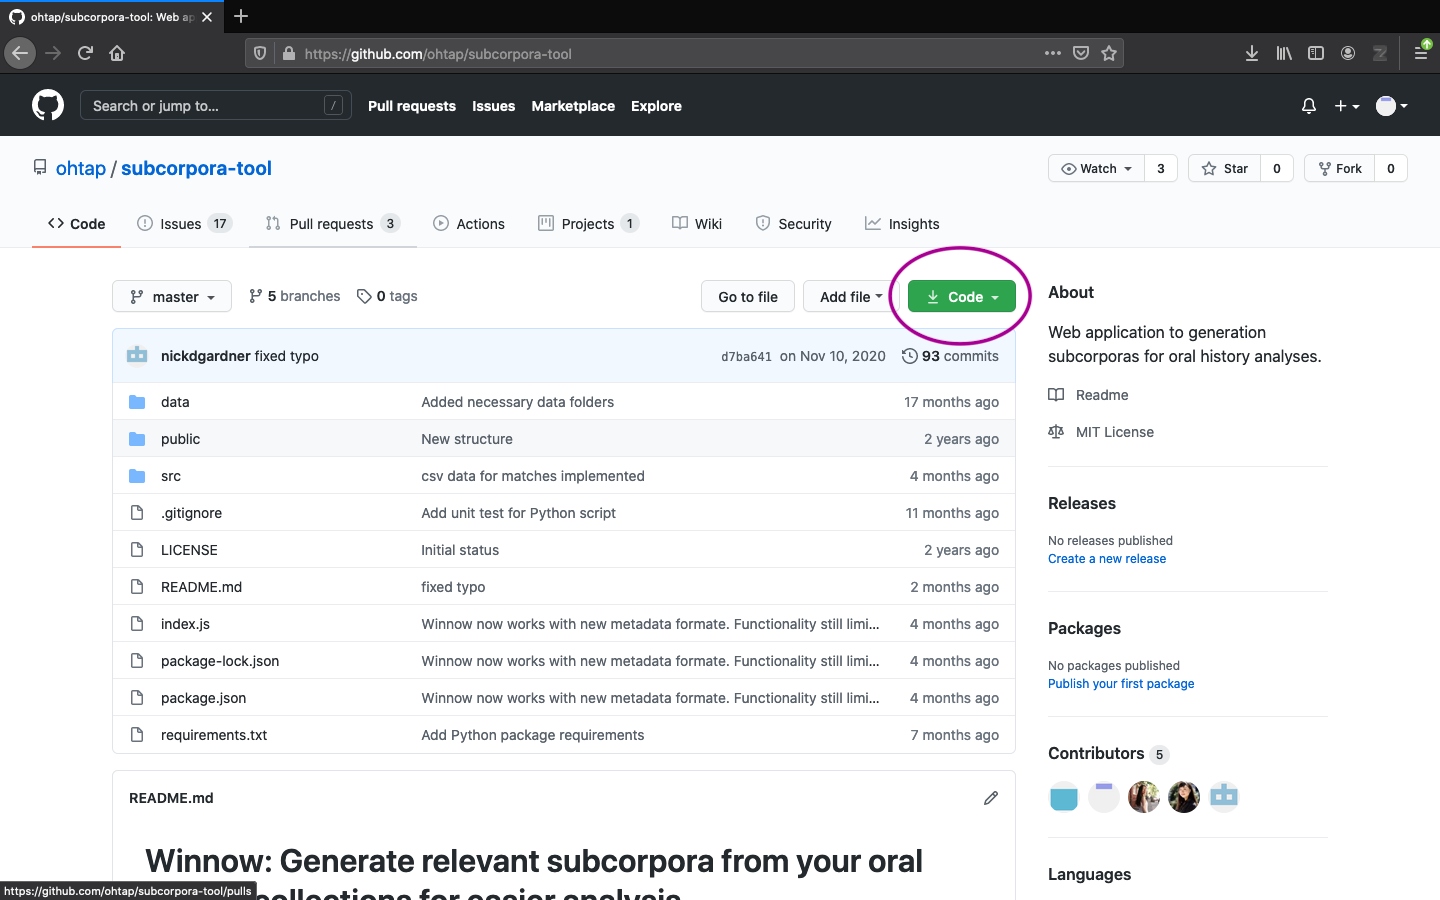 ohtap/subcorpora-tool: Web ap
https://github.com/ohtap/subcorpora-tool
Search or jump to… /
Pull requests Issues Marketplace Explore
ohtap / subcorpora-tool
Watch 3 Star 0 Fork 0
Code Issues 17 Pull requests 3 Actions Projects 1 Wiki Security Insights
master 5 branches 0 tags Go to file Add file Code
nickdgardner fixed typo d7ba641 on Nov 10, 2020 93 commits
data Added necessary data folders 17 months ago
public New structure 2 years ago
src csv data for matches implemented 4 months ago
.gitignore Add unit test for Python script 11 months ago
LICENSE Initial status 2 years ago
README.md fixed typo 2 months ago
index.js Winnow now works with new metadata formate. Functionality still limi... 4 months ago
package-lock.json Winnow now works with new metadata formate. Functionality still limi... 4 months ago
package.json Winnow now works with new metadata formate. Functionality still limi... 4 months ago
requirements.txt Add Python package requirements 7 months ago
README.md
Winnow: Generate relevant subcorpora from your oral
collections for easier analysis
About
Web application to generation
subcorporas for oral history analyses.
Readme
MIT License
Releases
No releases published
Create a new release
Packages
No packages published
Publish your first package
Contributors 5
Languages
https://github.com/ohtap/subcorpora-tool/pulls